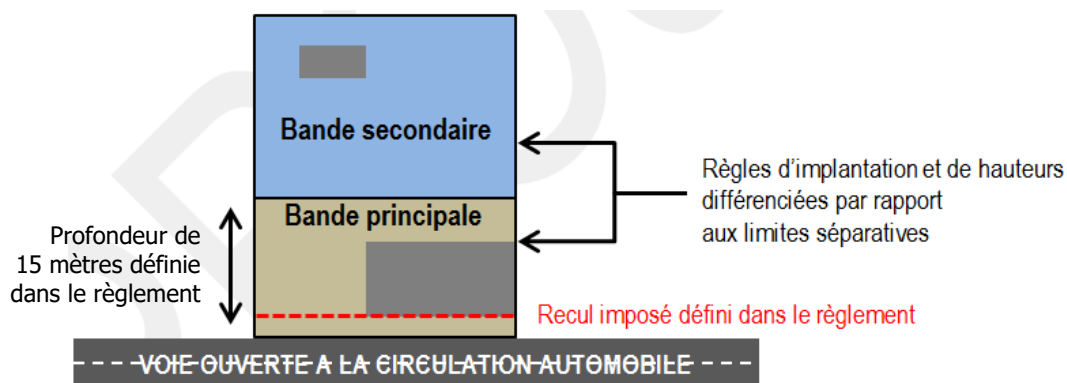 Bande secondaire
Règles d'implantation et de hauteurs
différenciées par rapport
aux limites séparatives
Bande principale
Profondeur de
15 mètres définie
dans le règlement
Recul imposé défini dans le règlement
VOIE OUVERTE A LA CIRCULATION AUTOMOBILE